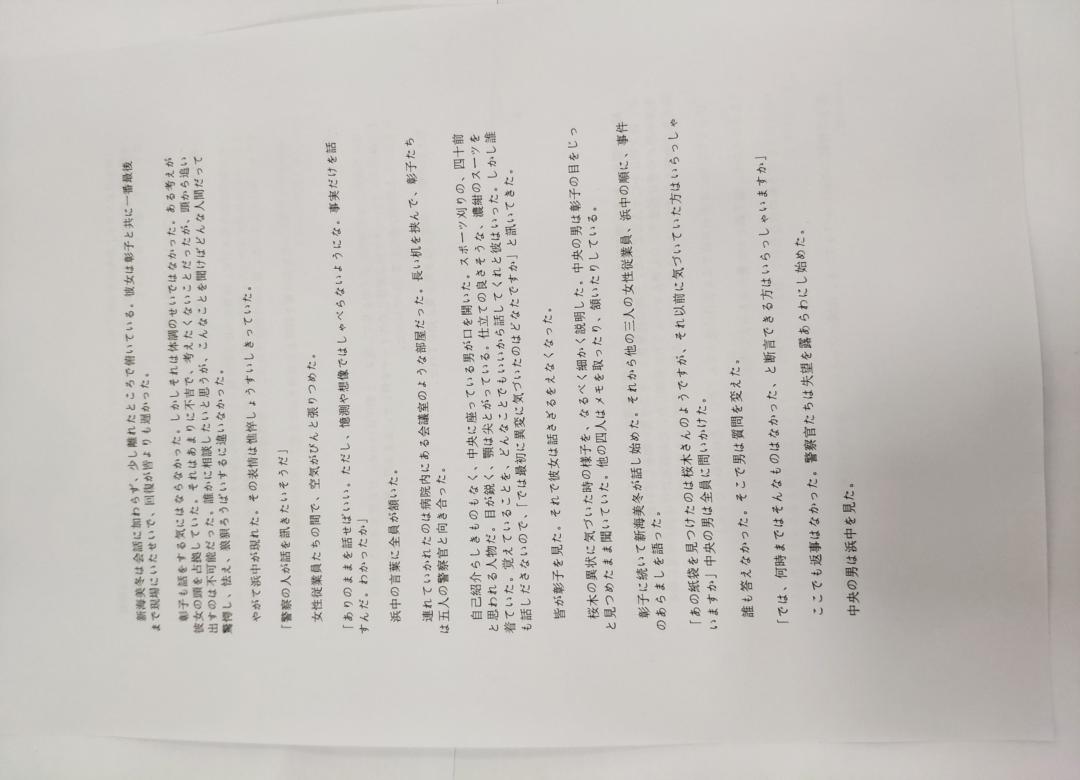 新海美冬は会話に加わらず、少し離れたところで俯いている。彼女は彰子と共に一番最後
まで現場にいたせいで、回復が皆よりも遅かった。
彰子も話をする気にはならなかった。しかしそれは体調のせいではなかった。ある考えが
彼女の頭を占拠していた。それはあまりに不吉で、考えたくないことだったが、頭から追い
出すのは不可能だった。誰かに相談したいと思うが、こんなことを聞けばどんな人間だって
驚愕し、怯え、狼狽ろうばいするに違いなかった。
やがて浜中が現れた。その表情は憔悴しょうすいしきっていた。
「警察の人が話を訊きたいそうだ」
女性従業員たちの間で、空気がぴんと張りつめた。
「ありのままを話せばいい。ただし、憶測や想像ではしゃべらないようにな。事実だけを話
すんだ。わかったか」
浜中の言葉に全員が頷いた。
連れていかれたのは病院内にある会議室のような部屋だった。長い机を挟んで、彰子たち
は五人の警察官と向き合った。
自己紹介らしきものもなく、中央に座っている男が口を開いた。スポーツ刈りの、四十前
と思われる人物だ。目が鋭く、顎は尖とがっている。仕立ての良さそうな、濃紺のスーツを
着ていた。覚えていることを、どんなことでもいいから話してくれと彼はいった。しかし誰
も話しださないので、「では最初に異変に気づいたのはどなたですか」と訊いてきた。
皆が彰子を見た。それで彼女は話さざるをえなくなった。
桜木の異状に気づいた時の様子を、なるべく細かく説明した。中央の男は彰子の目をじっ
と見つめたまま聞いていた。他の四人はメモを取ったり、頷いたりしている。
彰子に続いて新海美冬が話し始めた。それから他の三人の女性従業員、浜中の順に、事件
のあらましを語った。
「あの紙袋を見つけたのは桜木さんのようですが、それ以前に気づいていた方はいらっしゃ
いますか」中央の男は全員に問いかけた。
誰も答えなかった。そこで男は質問を変えた。
「では、何時まではそんなものはなかった、と断言できる方はいらっしゃいますか」
ここでも返事はなかった。警察官たちは失望を露あらわにし始めた。
中央の男は浜中を見た。